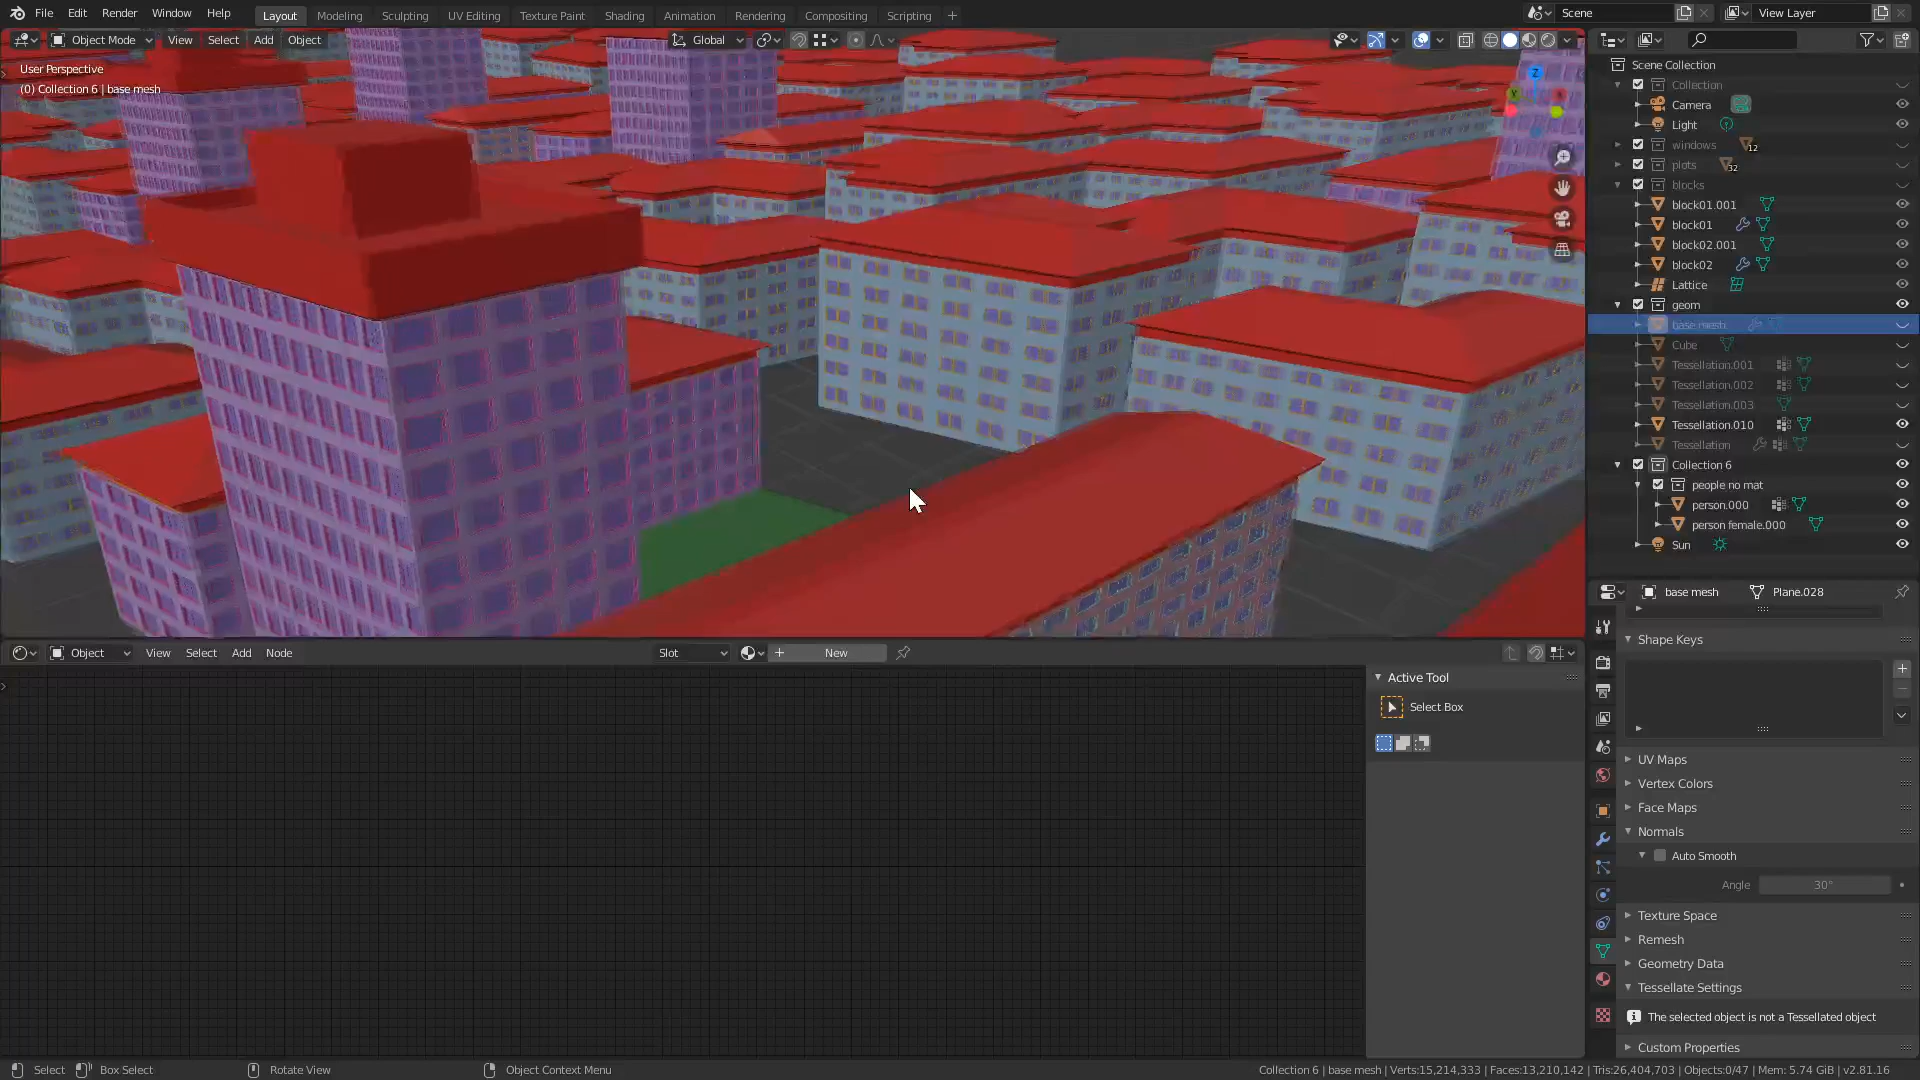 File Edit Render Window Help Layout Modeling Sculpting UV Editing Texture Paint Shading Animation Rendering Compositing Scripting + Scene View Layer
Object Mode View Select Add Object Global
User Perspective
(0) Collection 6 | base mesh
Scene Collection
Collection
Camera
Light
windows 12
plots 32
blocks
block01.001
block01
block02.001
block02
Lattice
geom
base mesh
Cube
Tessellation.001
Tessellation.002
Tessellation.003
Tessellation.010
Tessellation
Collection 6
people no mat
person.000
person female.000
Sun
Z
Y
base mesh Plane.028
Shape Keys
UV Maps
Vertex Colors
Face Maps
Normals
Auto Smooth
Angle 30°
Texture Space
Remesh
Geometry Data
Tessellate Settings
The selected object is not a Tessellated object
Custom Properties
Object View Select Add Node Slot New
Active Tool
Select Box
Select Box Select Rotate View Object Context Menu Collection 6 | base mesh | Verts:15,214,333 | Faces:13,210,142 | Tris:26,404,703 | Objects:0/47 | Mem: 5.74 GiB | v2.81.16